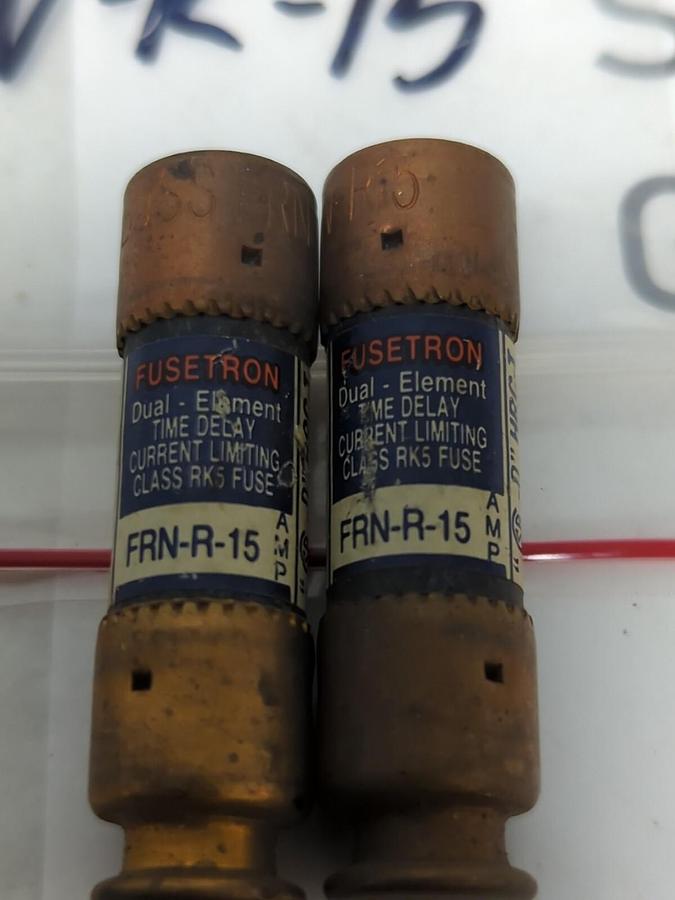 -R-15
FUSETRON
Dual - Element
TIME DELAY
CURRENT LIMITING
CLASS RK5 FUSE
FRN-R-15
AMP
FUSETRON
Dual - Element
TIME DELAY
CURRENT LIMITING
CLASS RK5 FUSE
FRN-R-15
AMP